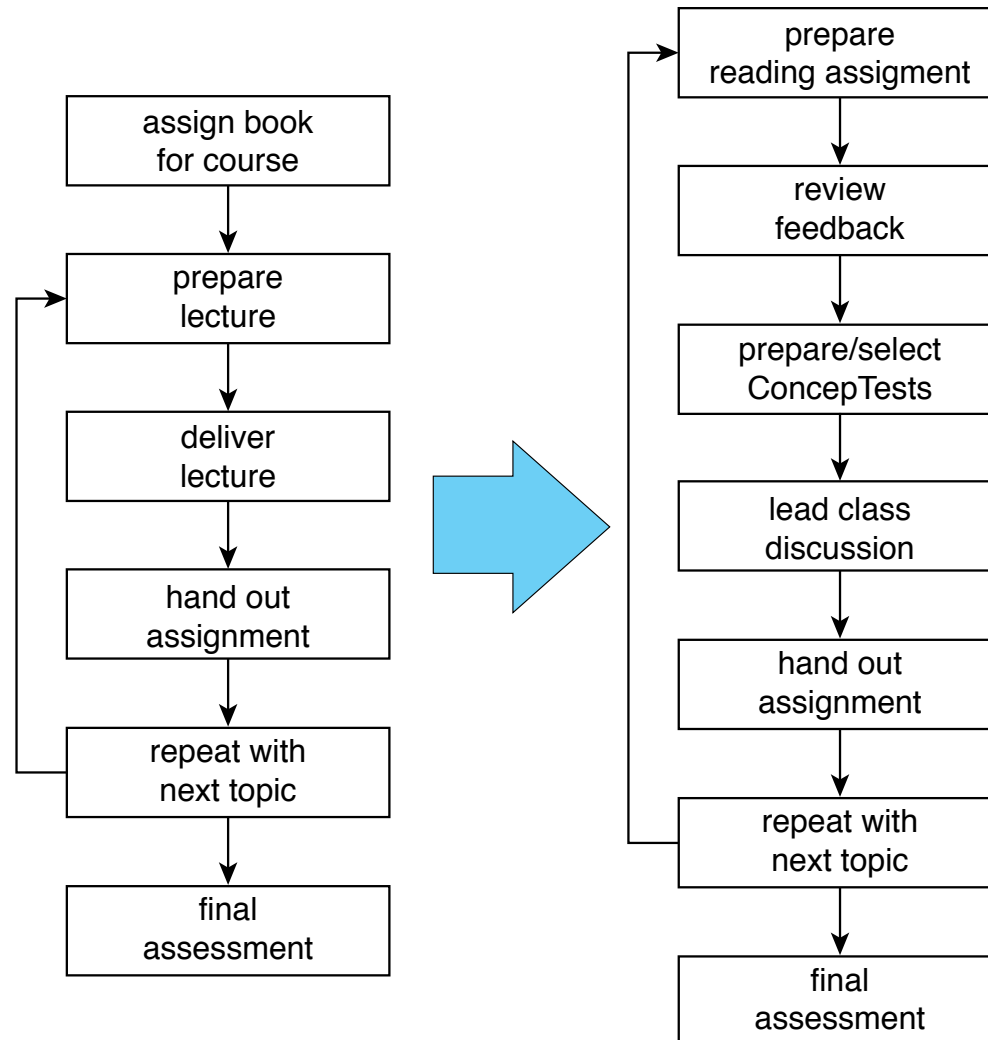 assign book
for course
prepare
lecture
deliver
lecture
hand out
assignment
repeat with
next topic
final
assessment
prepare
reading assigment
review
feedback
prepare/select
ConcepTests
lead class
discussion
hand out
assignment
repeat with
next topic
final
assessment